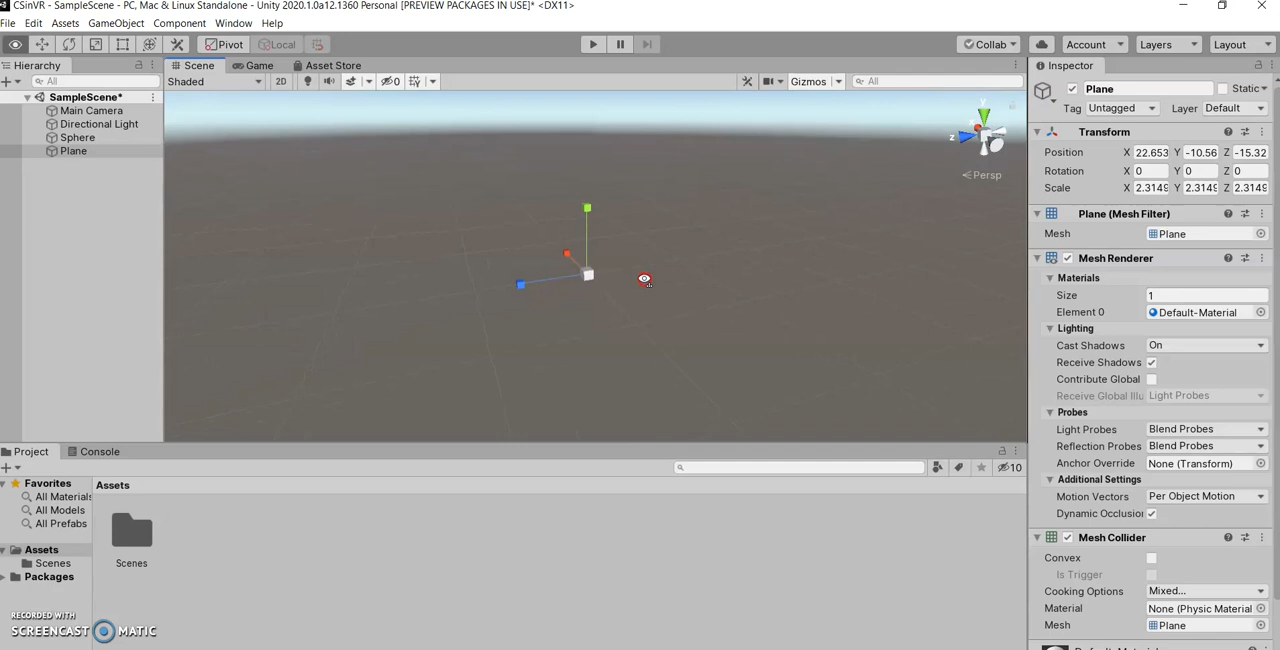 CSinVR - SampleScene - PC, Mac & Linux Standalone - Unity 2020.1.0a12.1360 Personal [PREVIEW PACKAGES IN USE]* <DX11>
File Edit Assets GameObject Component Window Help
Pivot Local Collab Account Layers Layout
Hierarchy Scene Game Asset Store Inspector
All Shaded 2D 0 Gizmos All
Plane Static
Tag Untagged Layer Default
SampleScene*
Main Camera
Directional Light
Sphere
Plane
y
x
z
Persp
Transform
Position X 22.653 Y -10.56 Z -15.32
Rotation X 0 Y 0 Z 0
Scale X 2.3149 Y 2.3149 Z 2.3149
Plane (Mesh Filter)
Mesh Plane
Mesh Renderer
Materials
Size 1
Element 0 Default-Material
Lighting
Cast Shadows On
Receive Shadows
Contribute Global
Receive Global Illu Light Probes
Probes
Light Probes Blend Probes
Reflection Probes Blend Probes
Anchor Override None (Transform)
Additional Settings
Motion Vectors Per Object Motion
Dynamic Occlusion
Mesh Collider
Convex
Is Trigger
Cooking Options Mixed...
Material None (Physic Material
Mesh Plane
Project Console
10
Favorites
All Materials
All Models
All Prefabs
Assets
Scenes
Packages
Assets
Scenes
RECORDED WITH
SCREENCAST MATIC